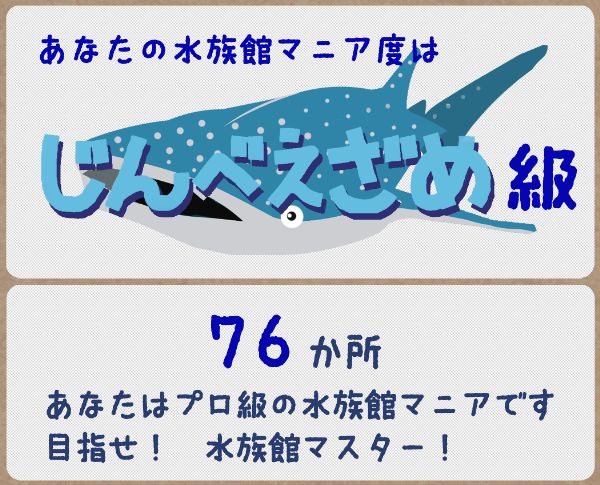 あなたの水族館マニア度は
じんべえざめ級
76か所
あなたはプロ級の水族館マニアです
目指せ！　水族館マスター！